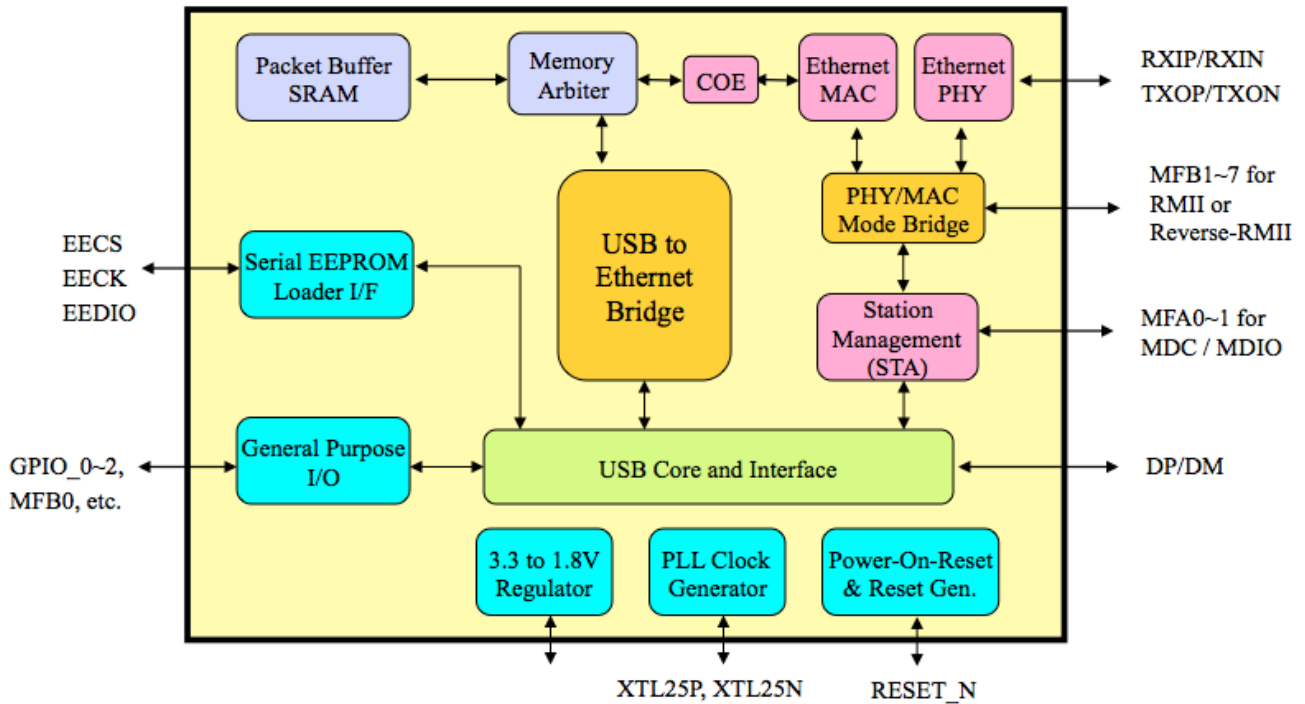 Packet Buffer
SRAM
Memory
Arbiter
COE
Ethernet
MAC
Ethernet
PHY
RXIP/RXIN
TXOP/TXON
PHY/MAC
Mode Bridge
MFB1~7 for
RMII or
Reverse-RMII
USB to
Ethernet
Bridge
EECS
EECK
EEDIO
Serial EEPROM
Loader I/F
Station
Management
(STA)
MFA0~1 for
MDC / MDIO
GPIO_0~2,
MFB0, etc.
General Purpose
I/O
USB Core and Interface
DP/DM
3.3 to 1.8V
Regulator
PLL Clock
Generator
Power-On-Reset
& Reset Gen.
XTL25P, XTL25N
RESET_N